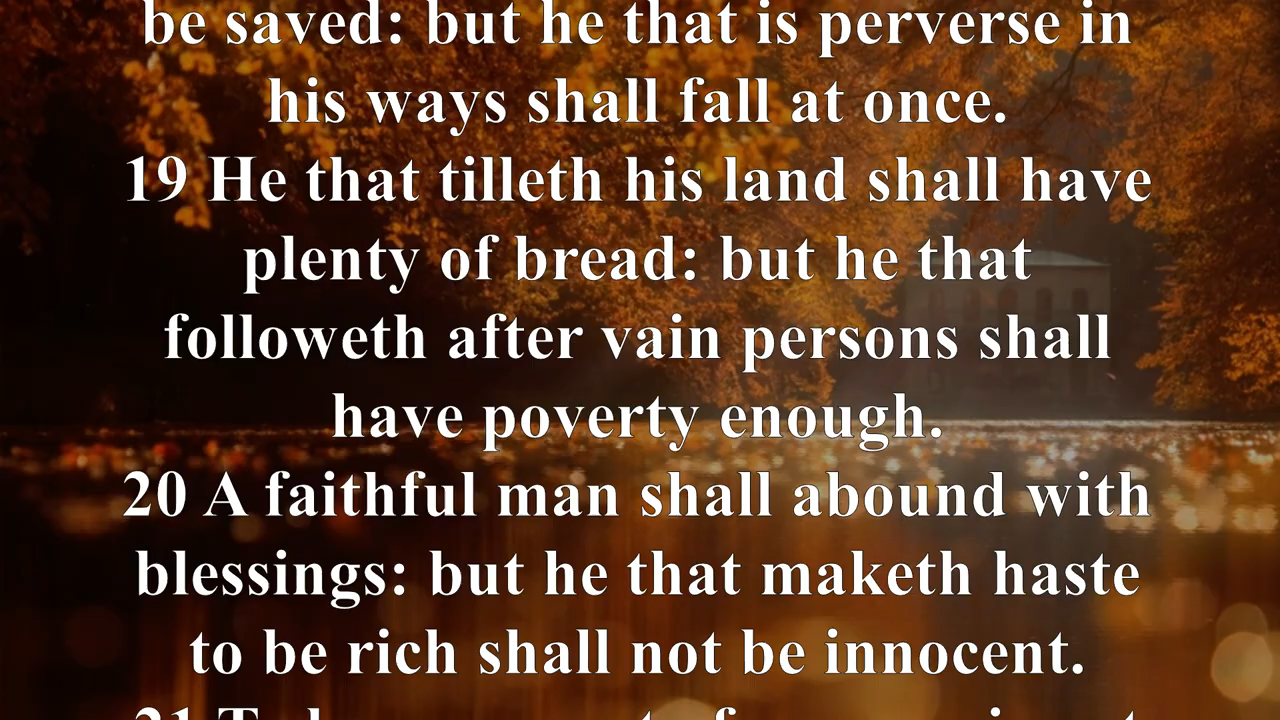 be saved: but he that is perverse in
his ways shall fall at once.
19 He that tilleth his land shall have
plenty of bread: but he that
followeth after vain persons shall
have poverty enough.
20 A faithful man shall abound with
blessings: but he that maketh haste
to be rich shall not be innocent.